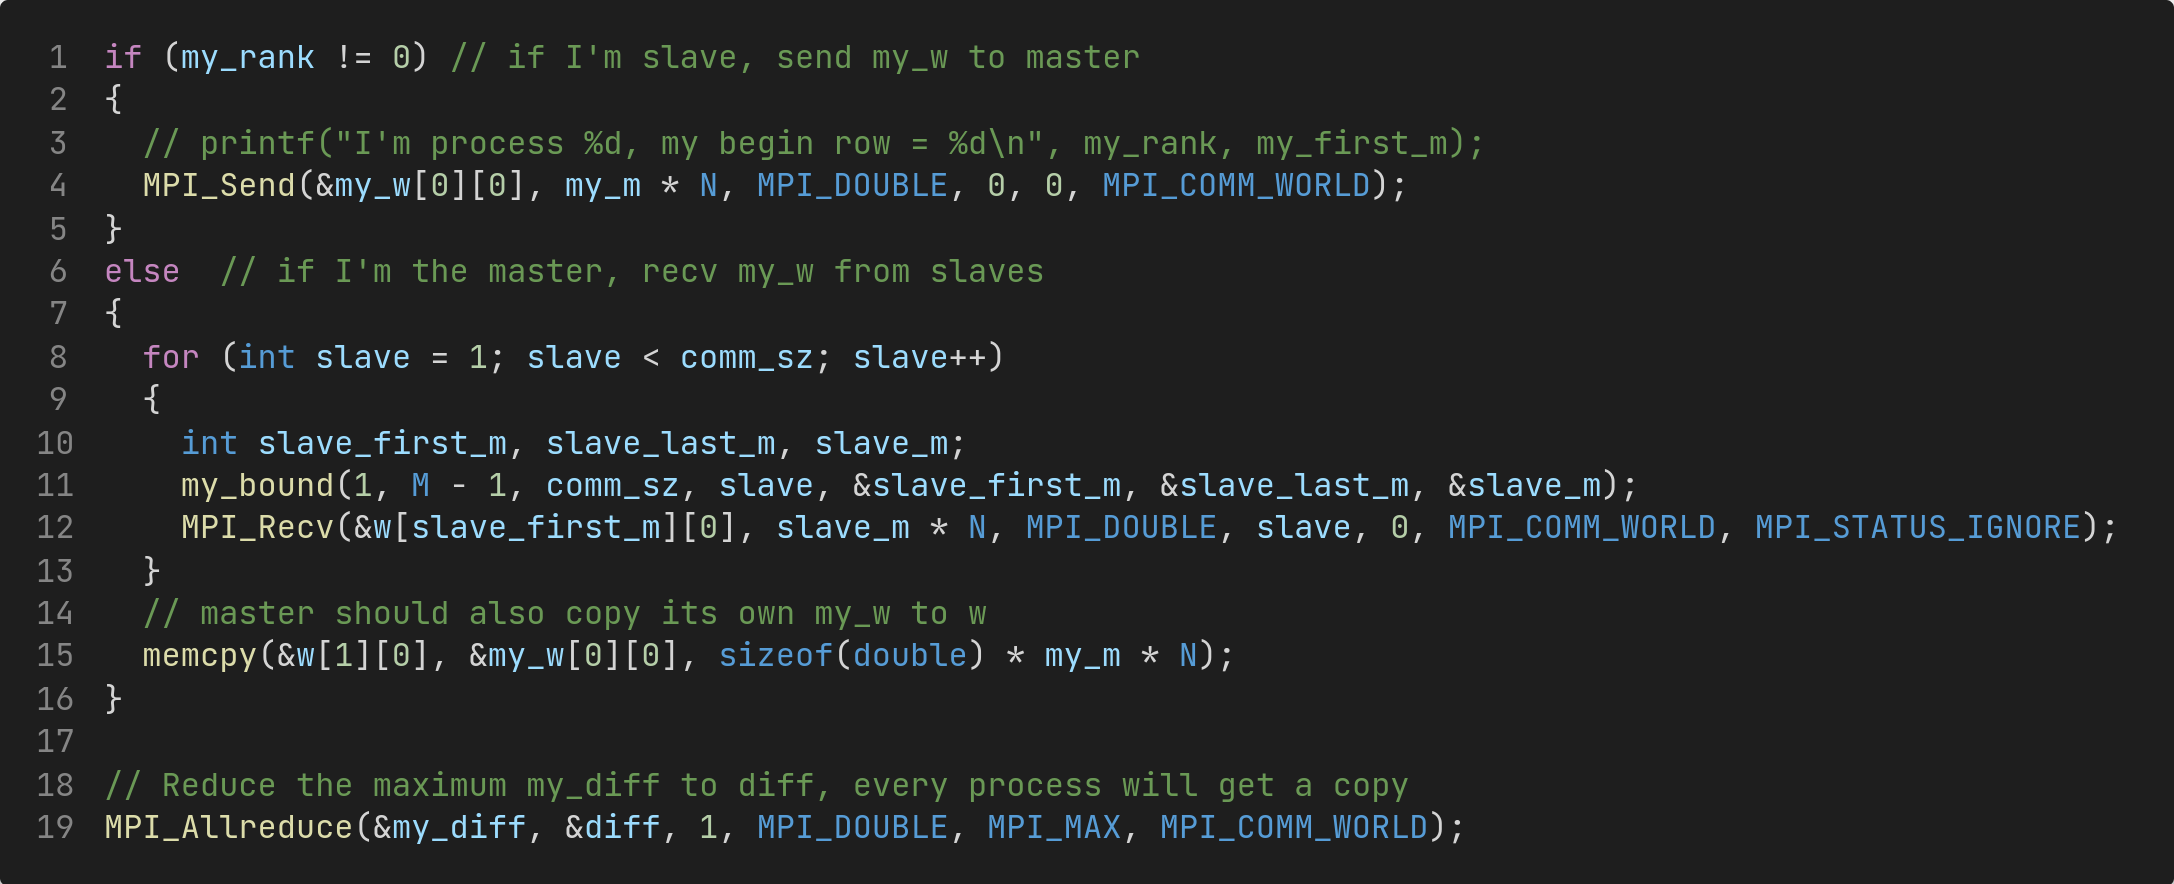 1 if (my_rank != 0) // if I'm slave, send my_w to master
2 {
3   // printf("I'm process %d, my begin row = %d\n", my_rank, my_first_m);
4   MPI_Send(&my_w[0][0], my_m * N, MPI_DOUBLE, 0, 0, MPI_COMM_WORLD);
5 }
6 else  // if I'm the master, recv my_w from slaves
7 {
8   for (int slave = 1; slave < comm_sz; slave++)
9   {
10     int slave_first_m, slave_last_m, slave_m;
11     my_bound(1, M - 1, comm_sz, slave, &slave_first_m, &slave_last_m, &slave_m);
12     MPI_Recv(&w[slave_first_m][0], slave_m * N, MPI_DOUBLE, slave, 0, MPI_COMM_WORLD, MPI_STATUS_IGNORE);
13   }
14   // master should also copy its own my_w to w
15   memcpy(&w[1][0], &my_w[0][0], sizeof(double) * my_m * N);
16 }
17
18 // Reduce the maximum my_diff to diff, every process will get a copy
19 MPI_Allreduce(&my_diff, &diff, 1, MPI_DOUBLE, MPI_MAX, MPI_COMM_WORLD);